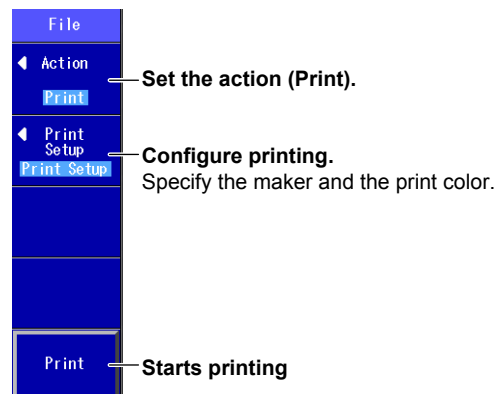 File
Action
Print
Set the action (Print).
Print
Setup
Print Setup
Configure printing.
Specify the maker and the print color.
Print
Starts printing